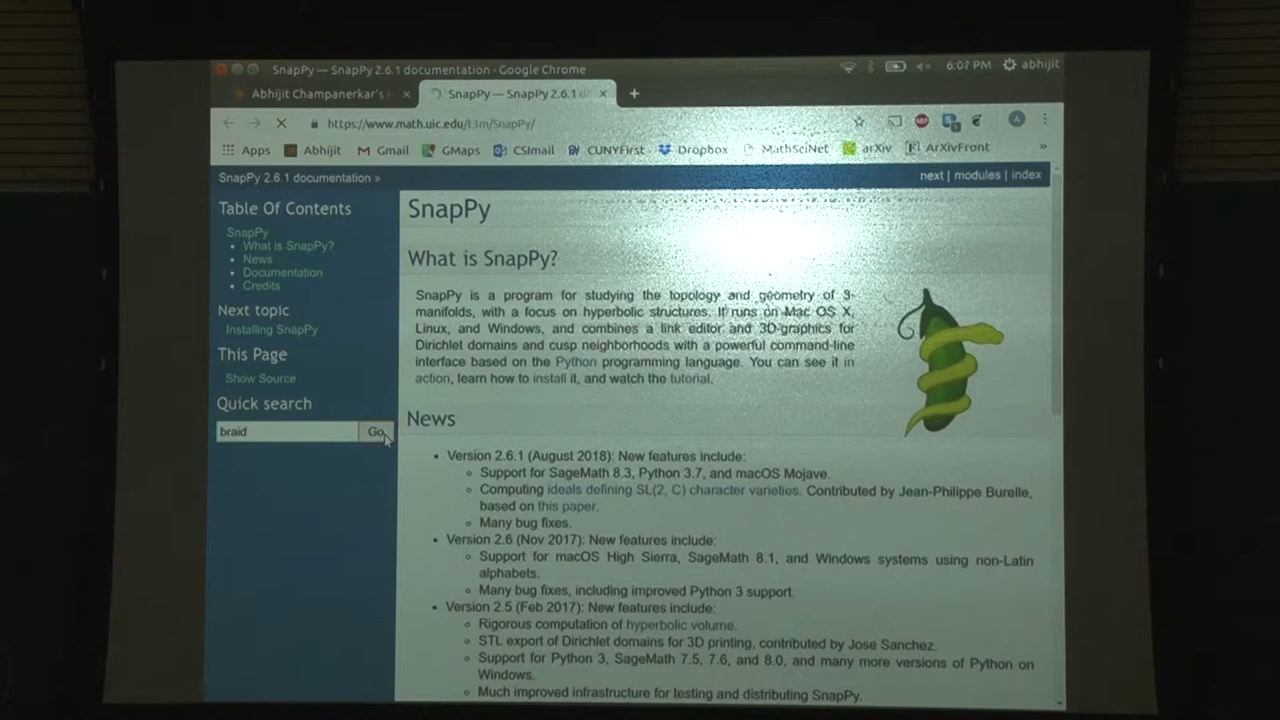 SnapPy — SnapPy 2.6.1 documentation - Google Chrome
6:02 PM abhijit
Abhijit Champanerkar's × SnapPy — SnapPy 2.6.1 × +
https://www.math.uic.edu/t3m/SnapPy/
Apps Abhijit Gmail GMaps CSImail CUNYFirst Dropbox MathSciNet arXiv ArXivFront »
SnapPy 2.6.1 documentation »
next | modules | index
Table Of Contents
SnapPy
• What is SnapPy?
• News
• Documentation
• Credits
Next topic
Installing SnapPy
This Page
Show Source
Quick search
braid Go
SnapPy
What is SnapPy?
SnapPy is a program for studying the topology and geometry of 3-
manifolds, with a focus on hyperbolic structures. It runs on Mac OS X,
Linux, and Windows, and combines a link editor and 3D-graphics for
Dirichlet domains and cusp neighborhoods with a powerful command-line
interface based on the Python programming language. You can see it in
action, learn how to install it, and watch the tutorial.
News
• Version 2.6.1 (August 2018): New features include:
◦ Support for SageMath 8.3, Python 3.7, and macOS Mojave.
◦ Computing ideals defining SL(2, C) character varieties. Contributed by Jean-Philippe Burelle,
based on this paper.
◦ Many bug fixes.
• Version 2.6 (Nov 2017): New features include:
◦ Support for macOS High Sierra, SageMath 8.1, and Windows systems using non-Latin
alphabets.
◦ Many bug fixes, including improved Python 3 support.
• Version 2.5 (Feb 2017): New features include:
◦ Rigorous computation of hyperbolic volume.
◦ STL export of Dirichlet domains for 3D printing, contributed by Jose Sanchez.
◦ Support for Python 3, SageMath 7.5, 7.6, and 8.0, and many more versions of Python on
Windows.
◦ Much improved infrastructure for testing and distributing SnapPy.